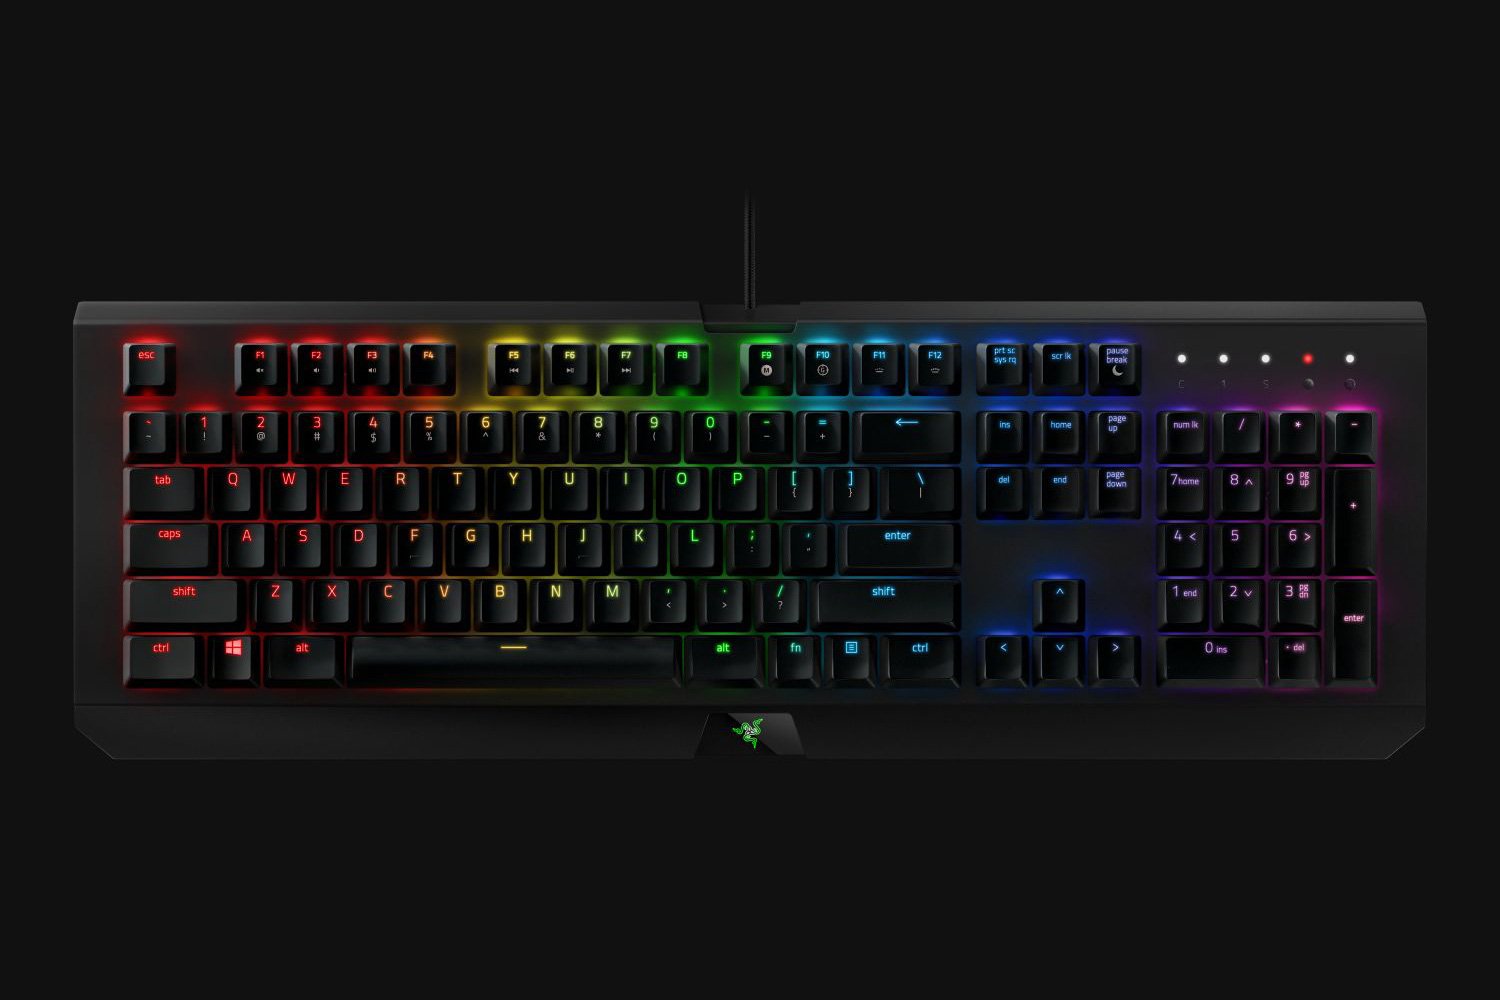 esc F1 F2 F3 F4 F5 F6 F7 F8 F9 F10 F11 F12 prt sc sys rq scr lk pause break
M G
C 1 S
` 1 2 3 4 5 6 7 8 9 0 - = ← ins home page up num lk / * -
~ ! @ # $ % ^ & * ( ) _ +
tab Q W E R T Y U I O P [ ] \ del end page down 7 home 8 ^ 9 pg up +
{ } |
caps A S D F G H J K L ; ' enter 4 < 5 6 >
: "
shift Z X C V B N M , . / shift ^ 1 end 2 v 3 pg dn enter
< > ?
ctrl alt alt fn ctrl < v > 0 ins . del